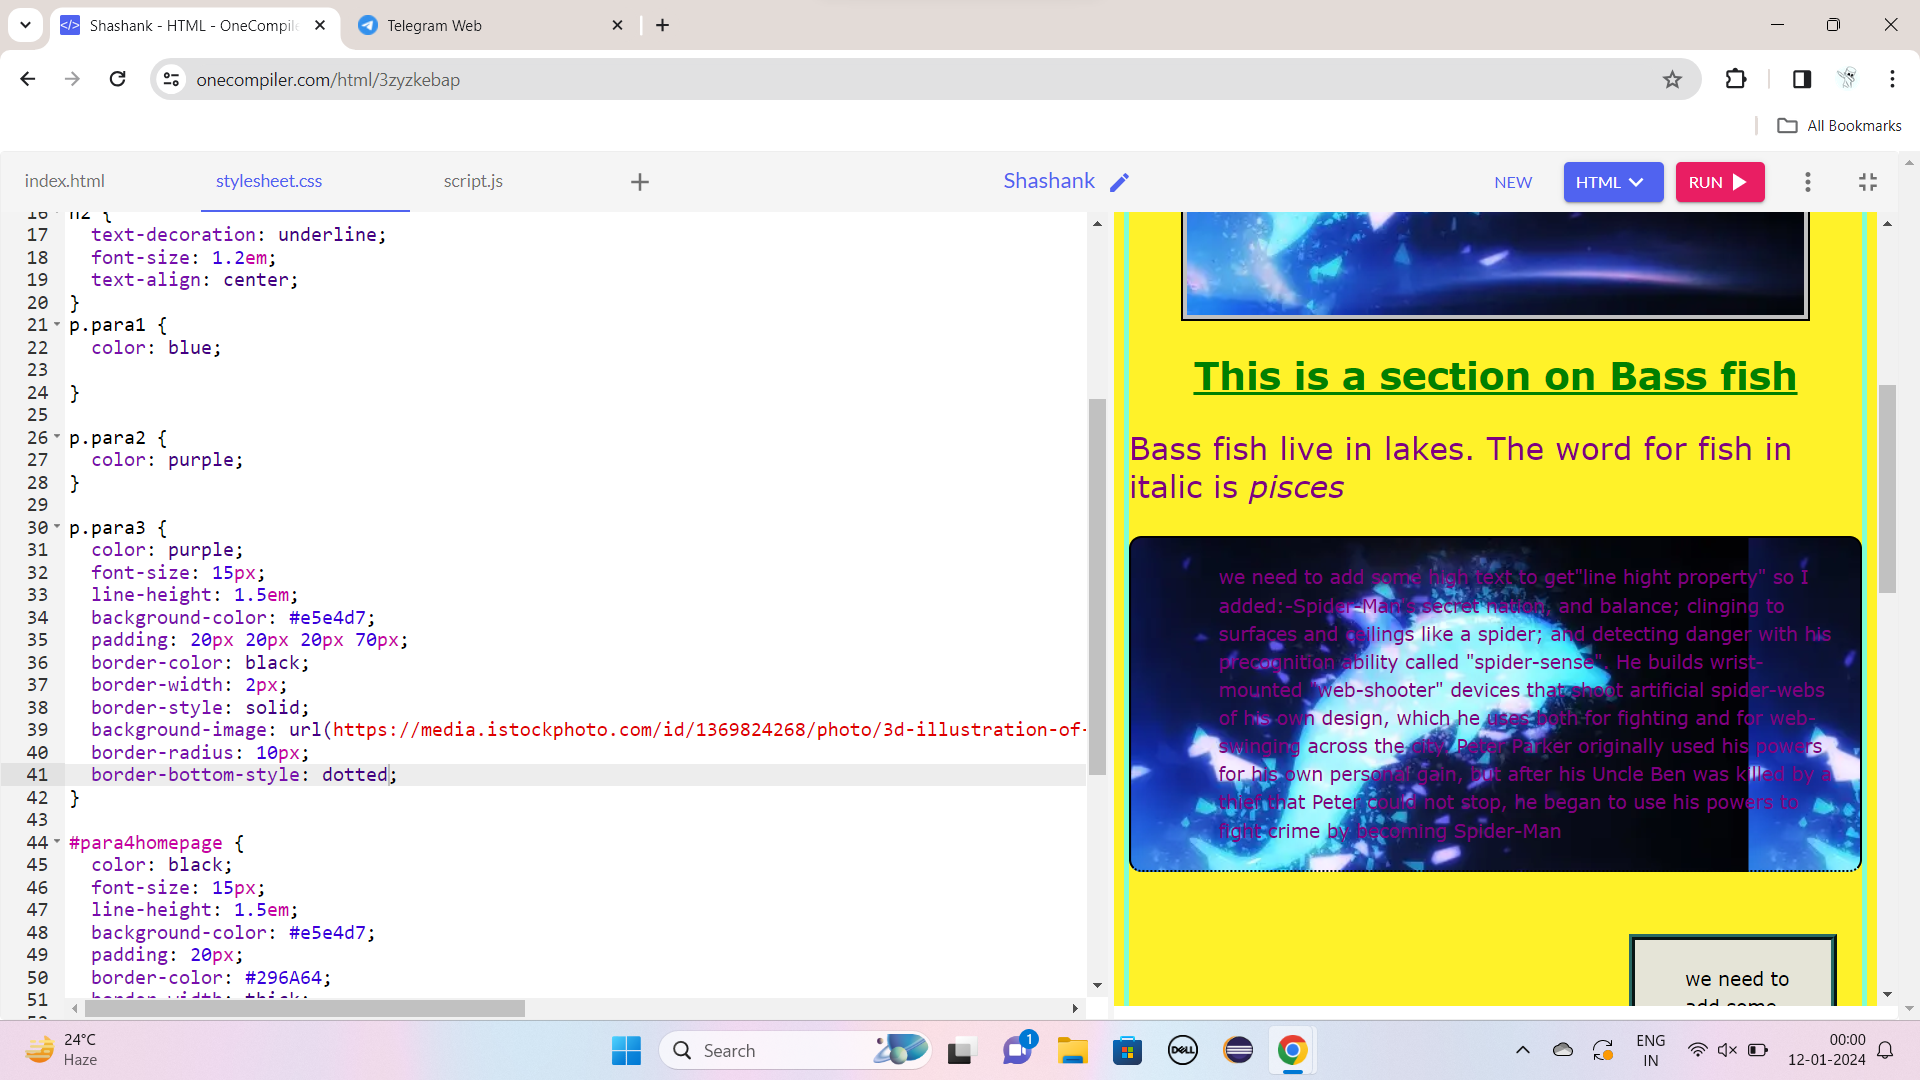 Shashank - HTML - OneCompile
Telegram Web
onecompiler.com/html/3zyzkebap
All Bookmarks
index.html
stylesheet.css
script.js
Shashank
NEW
HTML
RUN
16 h2 {
17 text-decoration: underline;
18 font-size: 1.2em;
19 text-align: center;
20 }
21 p.para1 {
22 color: blue;
23
24 }
25
26 p.para2 {
27 color: purple;
28 }
29
30 p.para3 {
31 color: purple;
32 font-size: 15px;
33 line-height: 1.5em;
34 background-color: #e5e4d7;
35 padding: 20px 20px 20px 70px;
36 border-color: black;
37 border-width: 2px;
38 border-style: solid;
39 background-image: url(https://media.istockphoto.com/id/1369824268/photo/3d-illustration-of-
40 border-radius: 10px;
41 border-bottom-style: dotted;
42 }
43
44 #para4homepage {
45 color: black;
46 font-size: 15px;
47 line-height: 1.5em;
48 background-color: #e5e4d7;
49 padding: 20px;
50 border-color: #296A64;
51 border-width: thick;
This is a section on Bass fish
Bass fish live in lakes. The word for fish in
italic is pisces
we need to add some high text to get"line hight property" so I
added:-Spider-Man's secret nation, and balance; clinging to
surfaces and ceilings like a spider; and detecting danger with his
precognition ability called "spider-sense". He builds wrist-
mounted "web-shooter" devices that shoot artificial spider-webs
of his own design, which he uses both for fighting and for web-
swinging across the city. Peter Parker originally used his powers
for his own personal gain, but after his Uncle Ben was killed by a
thief that Peter could not stop, he began to use his powers to
fight crime by becoming Spider-Man
we need to
add some
24°C
Haze
Search
1
DELL
ENG
IN
00:00
12-01-2024